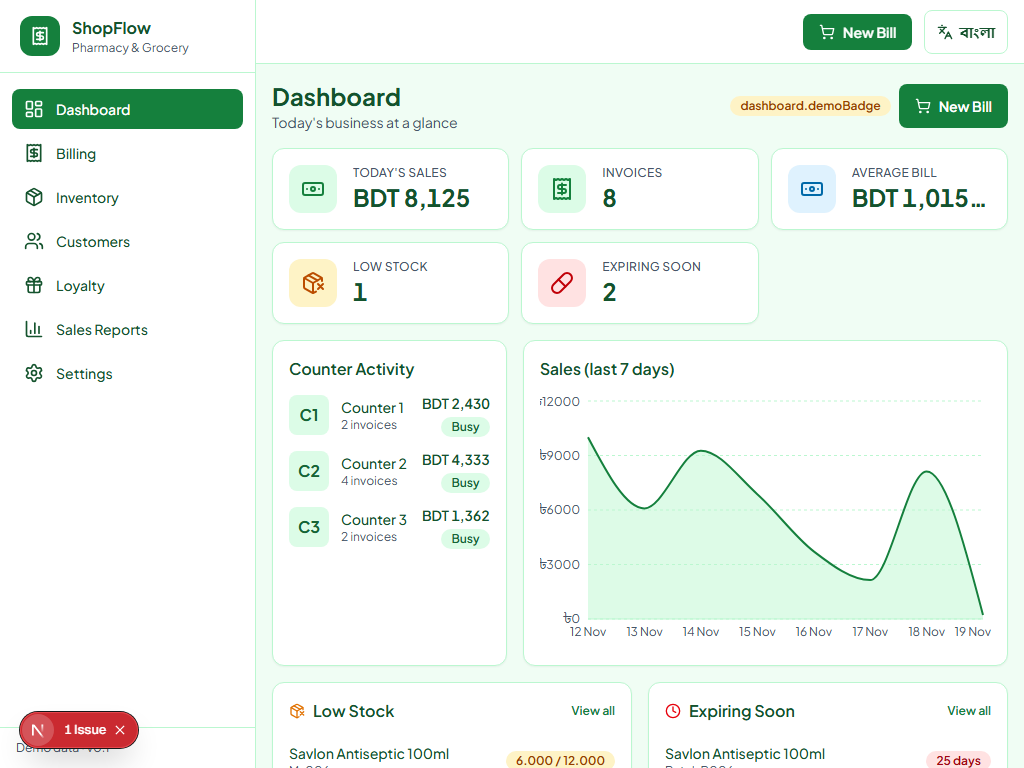 ShopFlow
Pharmacy & Grocery
New Bill
বাংলা
Dashboard
Billing
Inventory
Customers
Loyalty
Sales Reports
Settings
N
1 Issue
Demo data
Dashboard
Today's business at a glance
dashboard.demoBadge
New Bill
TODAY'S SALES
BDT 8,125
INVOICES
8
AVERAGE BILL
BDT 1,015...
LOW STOCK
1
EXPIRING SOON
2
Counter Activity
C1
Counter 1
2 invoices
BDT 2,430
Busy
C2
Counter 2
4 invoices
BDT 4,333
Busy
C3
Counter 3
2 invoices
BDT 1,362
Busy
Sales (last 7 days)
৳12000
৳9000
৳6000
৳3000
৳0
12 Nov 13 Nov 14 Nov 15 Nov 16 Nov 17 Nov 18 Nov 19 Nov
Low Stock
View all
Savlon Antiseptic 100ml
6.000 / 12.000
Expiring Soon
View all
Savlon Antiseptic 100ml
25 days